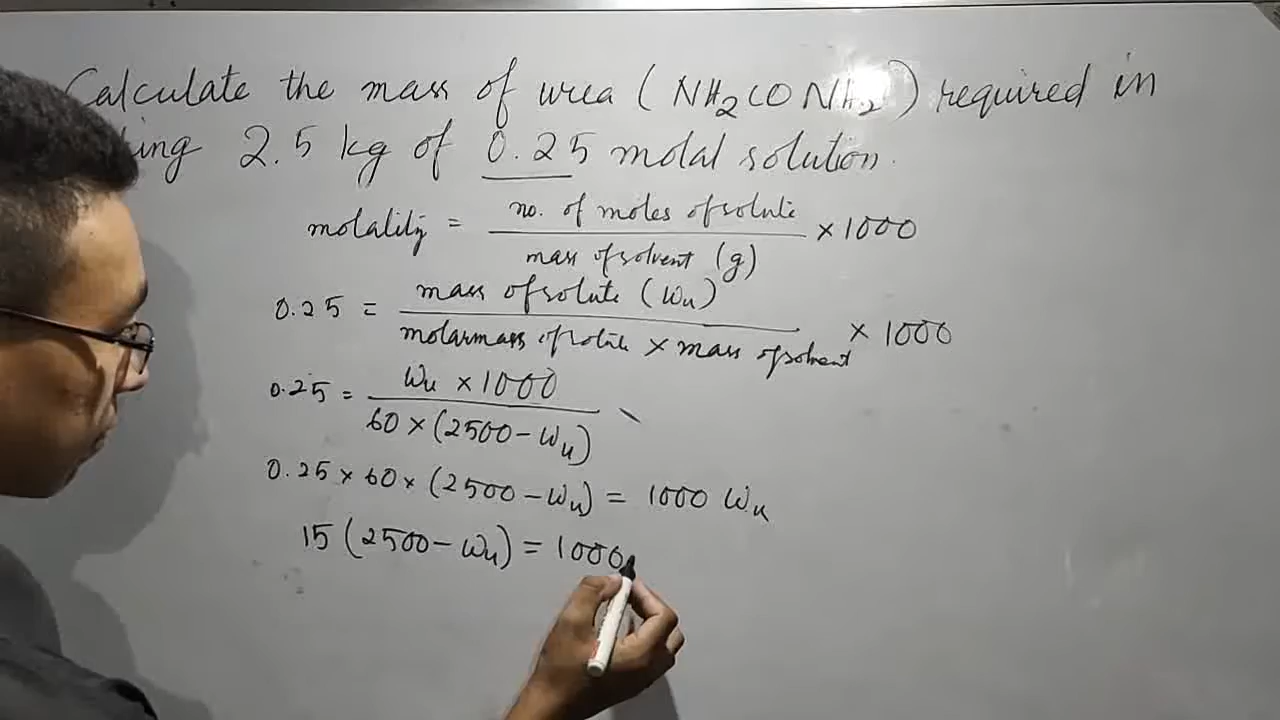 Calculate the mass of urea (NH2CONH2) required in
ing 2.5 kg of 0.25 molal solution.
molality = no. of moles of solute / mass of solvent (g) × 1000
0.25 = mass of solute (Wu) / molarmass of solute × mass of solvent × 1000
0.25 = Wu × 1000 / 60 × (2500 - Wu)
0.25 × 60 × (2500 - Wu) = 1000 Wu
15 (2500 - Wu) = 1000